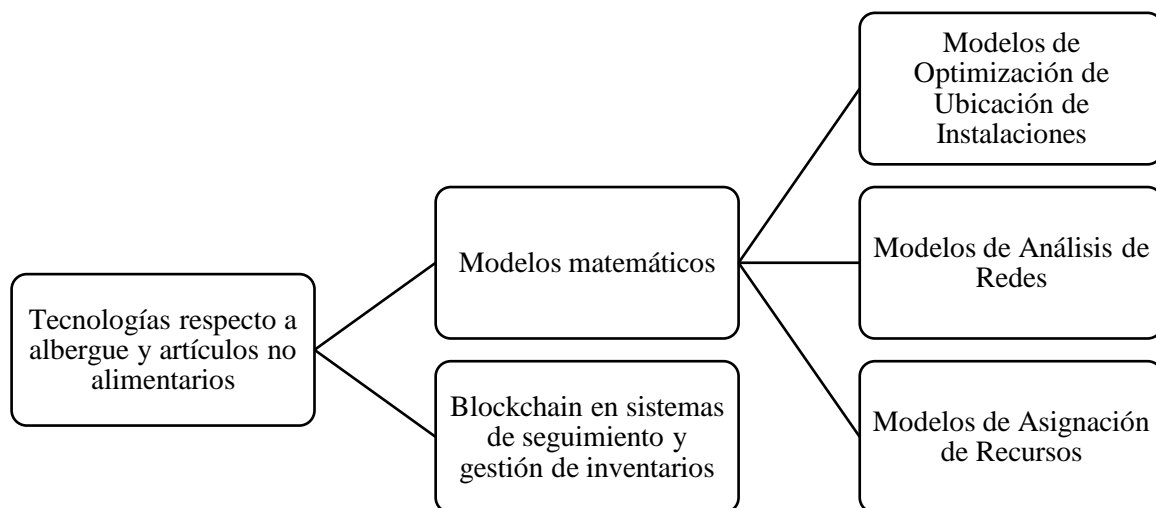 Tecnologías respecto a
albergue y artículos no
alimentarios
Modelos matemáticos
Blockchain en sistemas
de seguimiento y
gestión de inventarios
Modelos de
Optimización de
Ubicación de
Instalaciones
Modelos de Análisis de
Redes
Modelos de Asignación
de Recursos